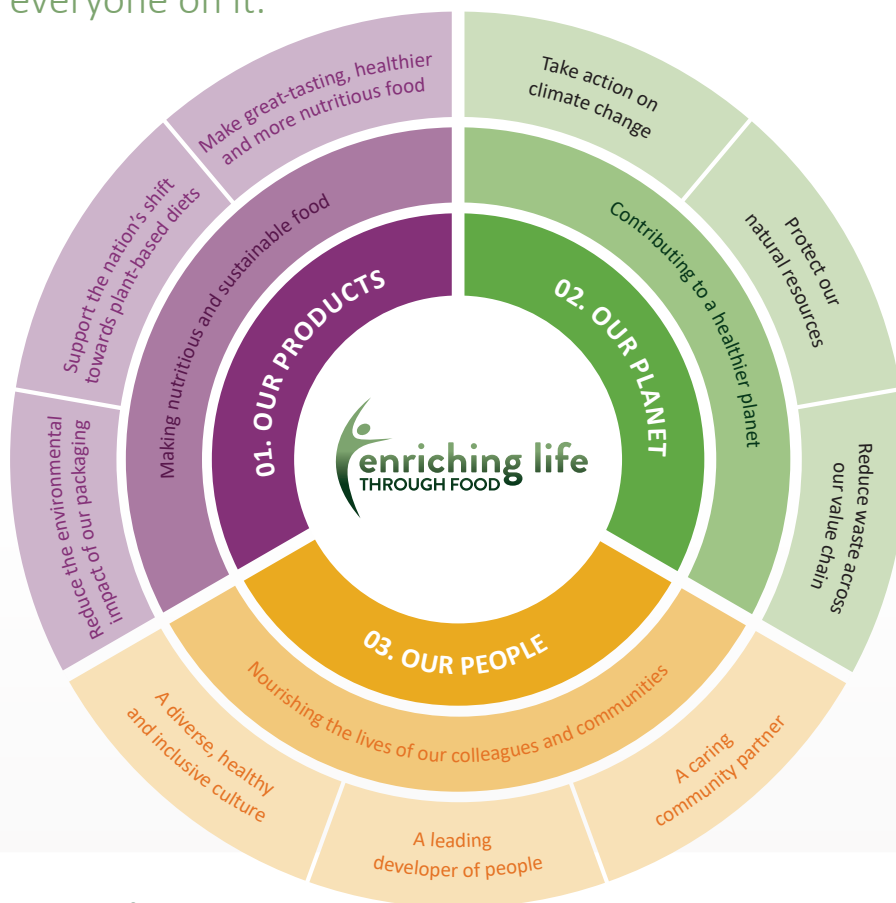 everyone on it.
Make great-tasting, healthier
and more nutritious food
Support the nation's shift
towards plant-based diets
Reduce the environmental
impact of our packaging
Making nutritious and sustainable food
01. OUR PRODUCTS
Take action on
climate change
Protect our
natural resources
Reduce waste across
our value chain
Contributing to a healthier planet
02. OUR PLANET
enriching life
THROUGH FOOD
03. OUR PEOPLE
Nourishing the lives of our colleagues and communities
A diverse, healthy
and inclusive culture
A leading
developer of people
A caring
community partner